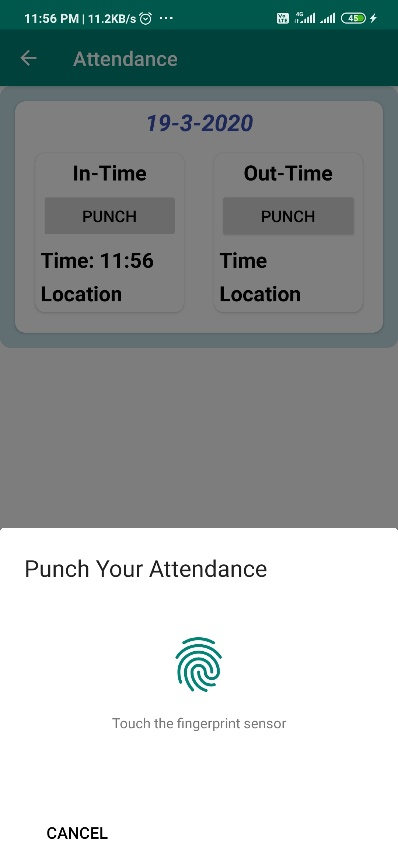 11:56 PM | 11.2KB/s ...
4G 45
Attendance
19-3-2020
In-Time Out-Time
PUNCH PUNCH
Time: 11:56 Time
Location Location
Punch Your Attendance
Touch the fingerprint sensor
CANCEL